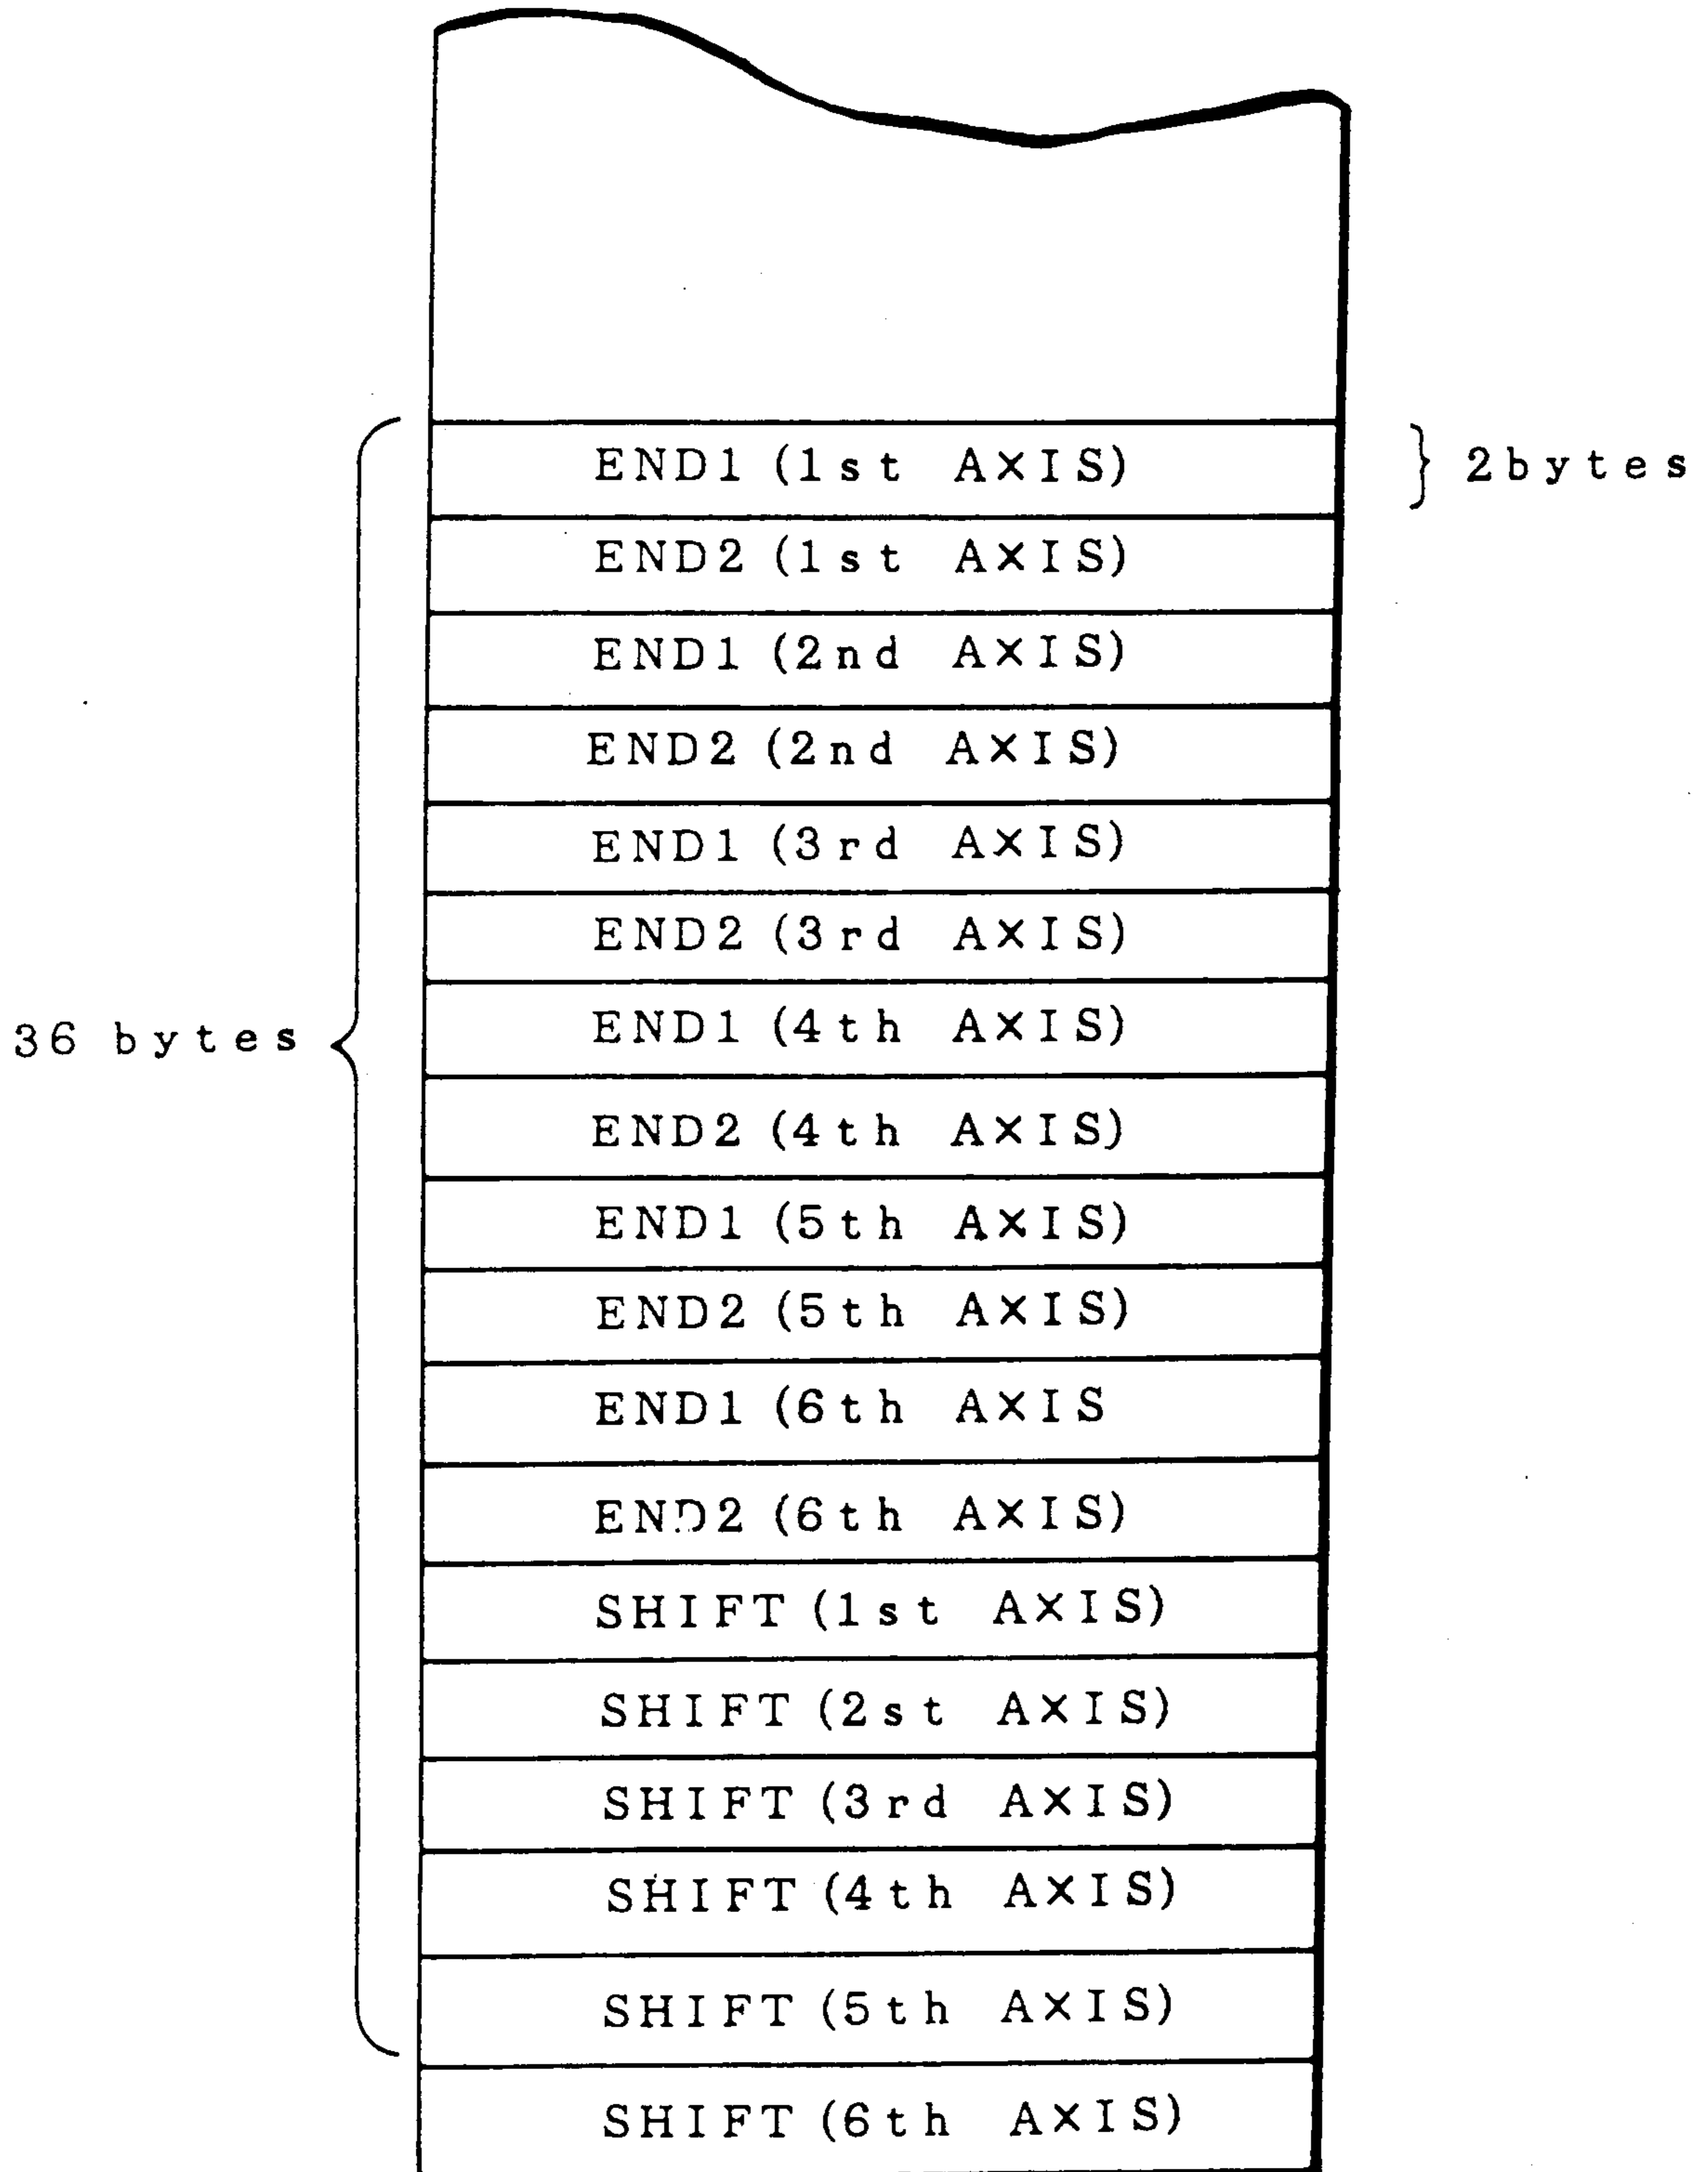 END1 (1st AXIS)
2bytes
END2 (1st AXIS)
END1 (2nd AXIS)
END2 (2nd AXIS)
END1 (3rd AXIS)
END2 (3rd AXIS)
END1 (4th AXIS)
36 bytes
END2 (4th AXIS)
END1 (5th AXIS)
END2 (5th AXIS)
END1 (6th AXIS
END2 (6th AXIS)
SHIFT (1st AXIS)
SHIFT (2st AXIS)
SHIFT (3rd AXIS)
SHIFT (4th AXIS)
SHIFT (5th AXIS)
SHIFT (6th AXIS)